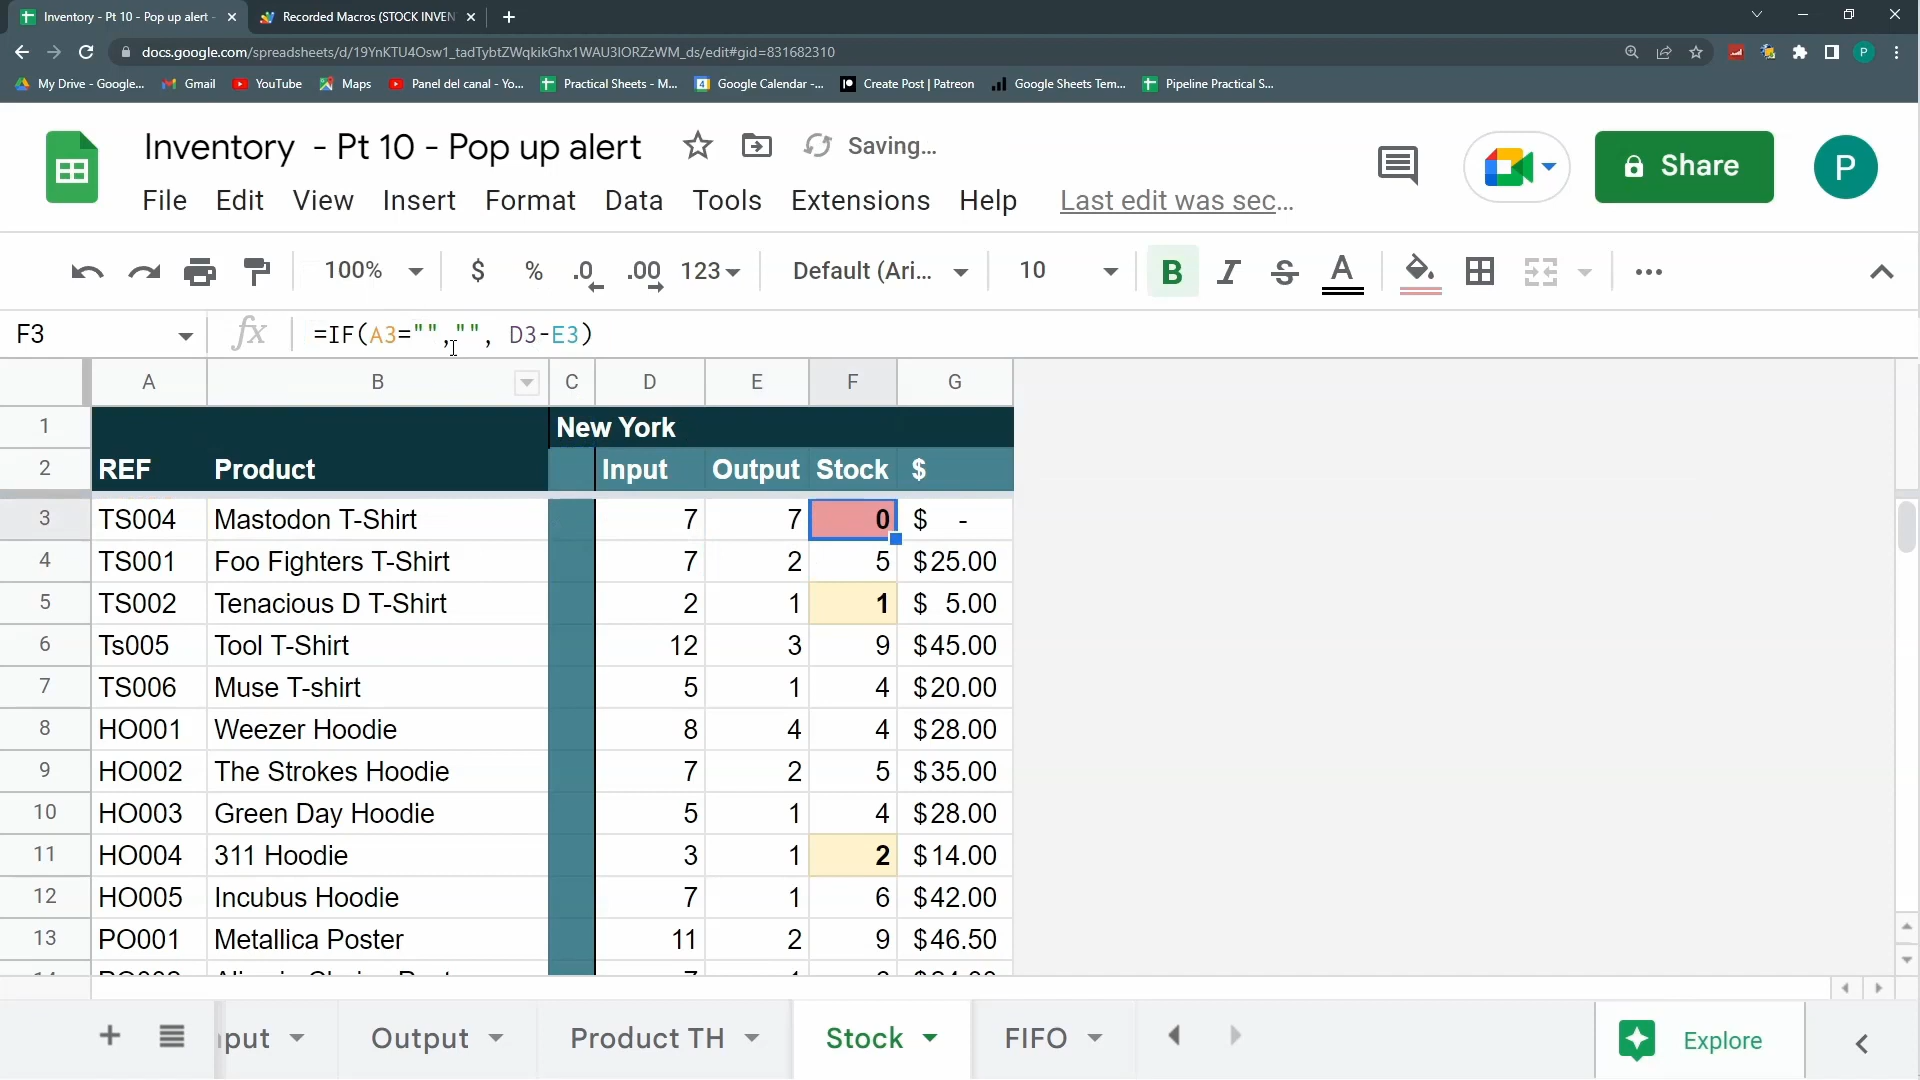 Inventory - Pt 10 - Pop up alert -
Recorded Macros (STOCK INVEN
docs.google.com/spreadsheets/d/19YnKTU4Osw1_tadTybtZWqkikGhx1WAU3IORZzWM_ds/edit#gid=831682310
P
My Drive - Google... Gmail YouTube Maps Panel del canal - Yo... Practical Sheets - M... Google Calendar -... Create Post | Patreon Google Sheets Tem... Pipeline Practical S...
Inventory - Pt 10 - Pop up alert Saving...
Share P
File Edit View Insert Format Data Tools Extensions Help Last edit was sec...
100% $ % .0 .00 123 Default (Ari... 10 B I S A
F3 fx =IF(A3="","", D3-E3)
A B C D E F G
1 New York
2 REF Product Input Output Stock $
3 TS004 Mastodon T-Shirt 7 7 0 $ -
4 TS001 Foo Fighters T-Shirt 7 2 5 $25.00
5 TS002 Tenacious D T-Shirt 2 1 1 $ 5.00
6 Ts005 Tool T-Shirt 12 3 9 $45.00
7 TS006 Muse T-shirt 5 1 4 $20.00
8 HO001 Weezer Hoodie 8 4 4 $28.00
9 HO002 The Strokes Hoodie 7 2 5 $35.00
10 HO003 Green Day Hoodie 5 1 4 $28.00
11 HO004 311 Hoodie 3 1 2 $14.00
12 HO005 Incubus Hoodie 7 1 6 $42.00
13 PO001 Metallica Poster 11 2 9 $46.50
put Output Product TH Stock FIFO Explore